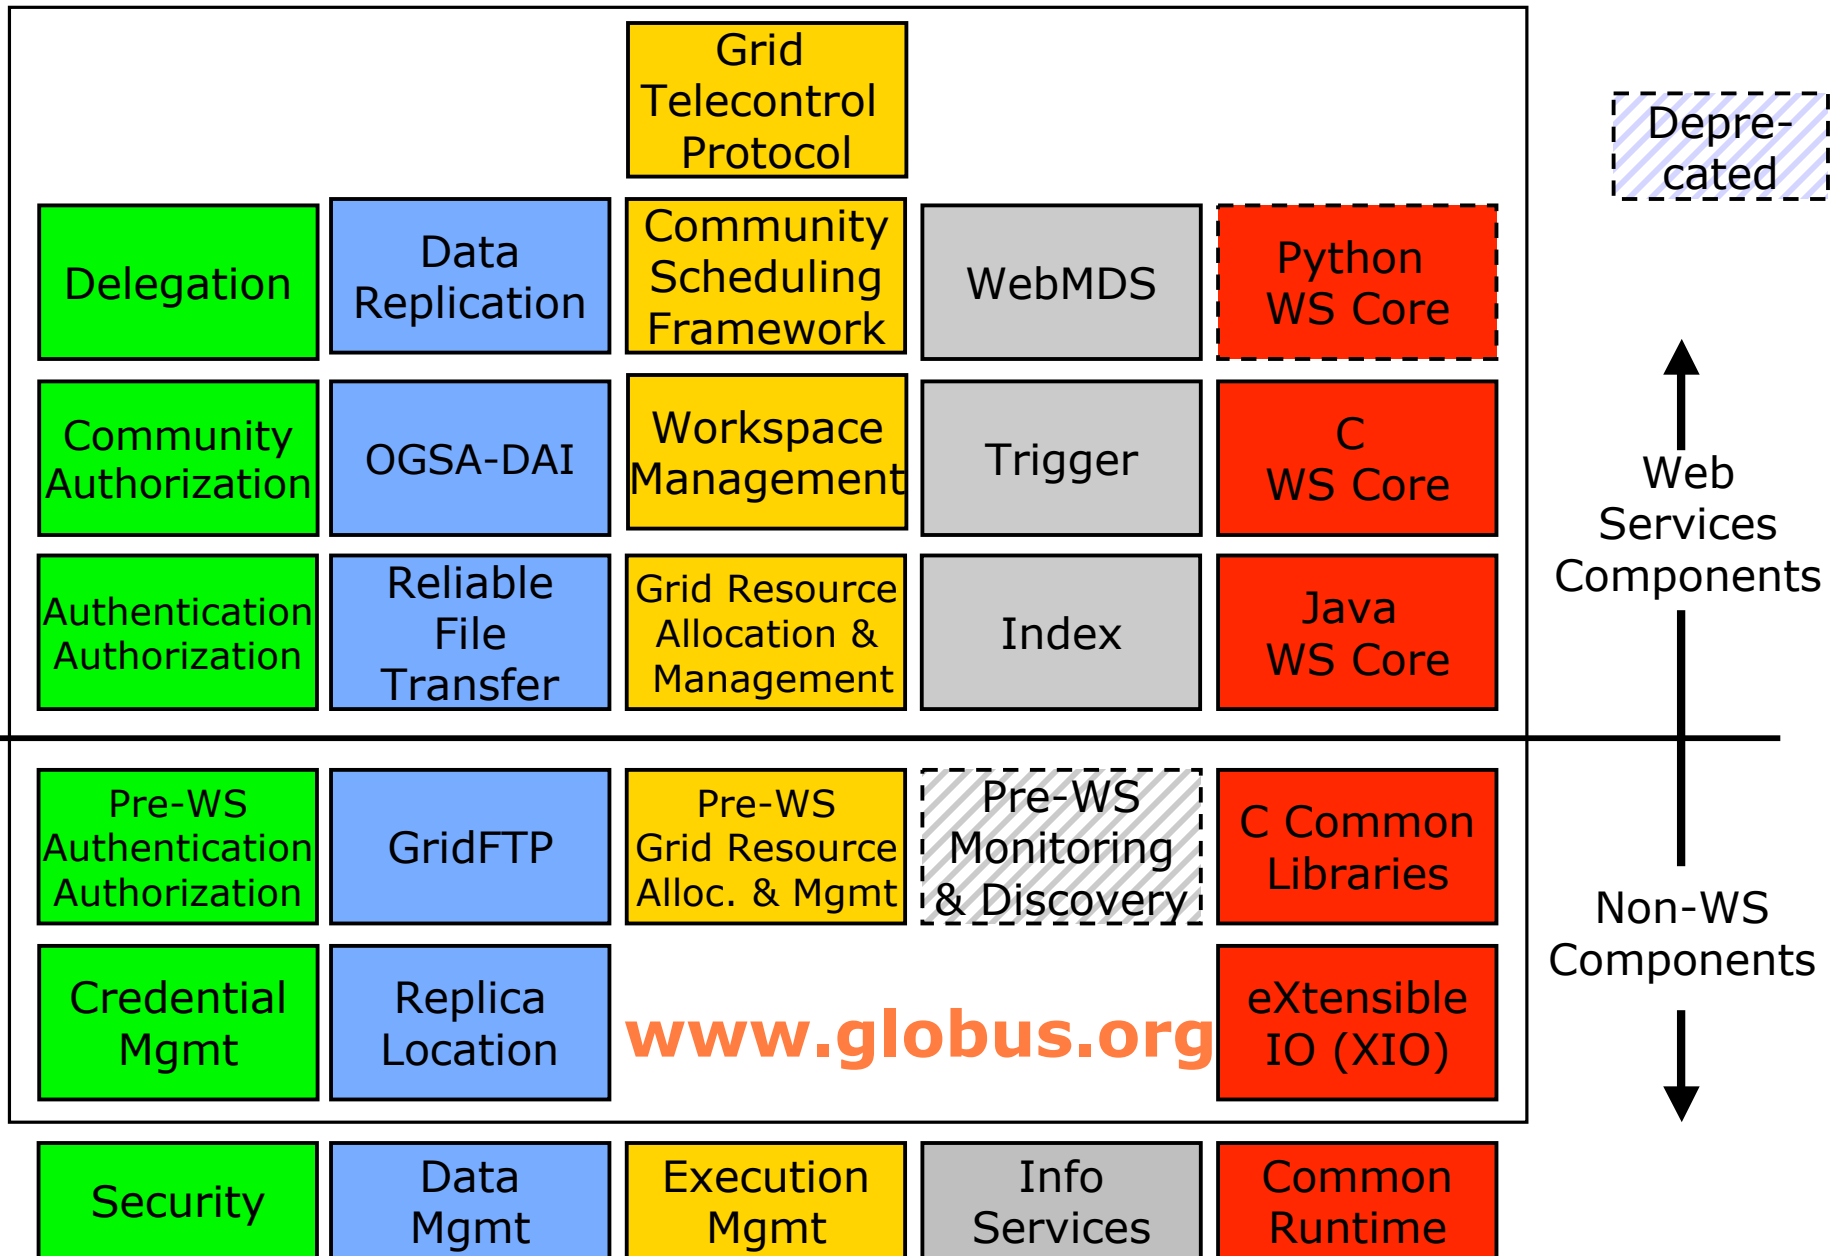 Grid
Telecontrol
Protocol
Depre-
cated
Delegation
Data
Replication
Community
Scheduling
Framework
WebMDS
Python
WS Core
Community
Authorization
OGSA-DAI
Workspace
Management
Trigger
C
WS Core
Web
Services
Components
Authentication
Authorization
Reliable
File
Transfer
Grid Resource
Allocation &
Management
Index
Java
WS Core
Pre-WS
Authentication
Authorization
GridFTP
Pre-WS
Grid Resource
Alloc. & Mgmt
Pre-WS
Monitoring
& Discovery
C Common
Libraries
Non-WS
Components
Credential
Mgmt
Replica
Location
www.globus.org
eXtensible
IO (XIO)
Security
Data
Mgmt
Execution
Mgmt
Info
Services
Common
Runtime